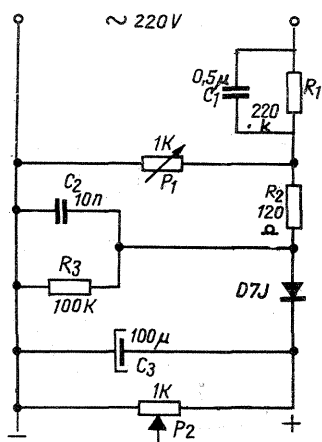 ~ 220V
0,5µ
C1
R1
220
k
1K
P1
C2
10n
R2
120
Ω
R3
100K
D7J
100µ
C3
1K
P2
−
+